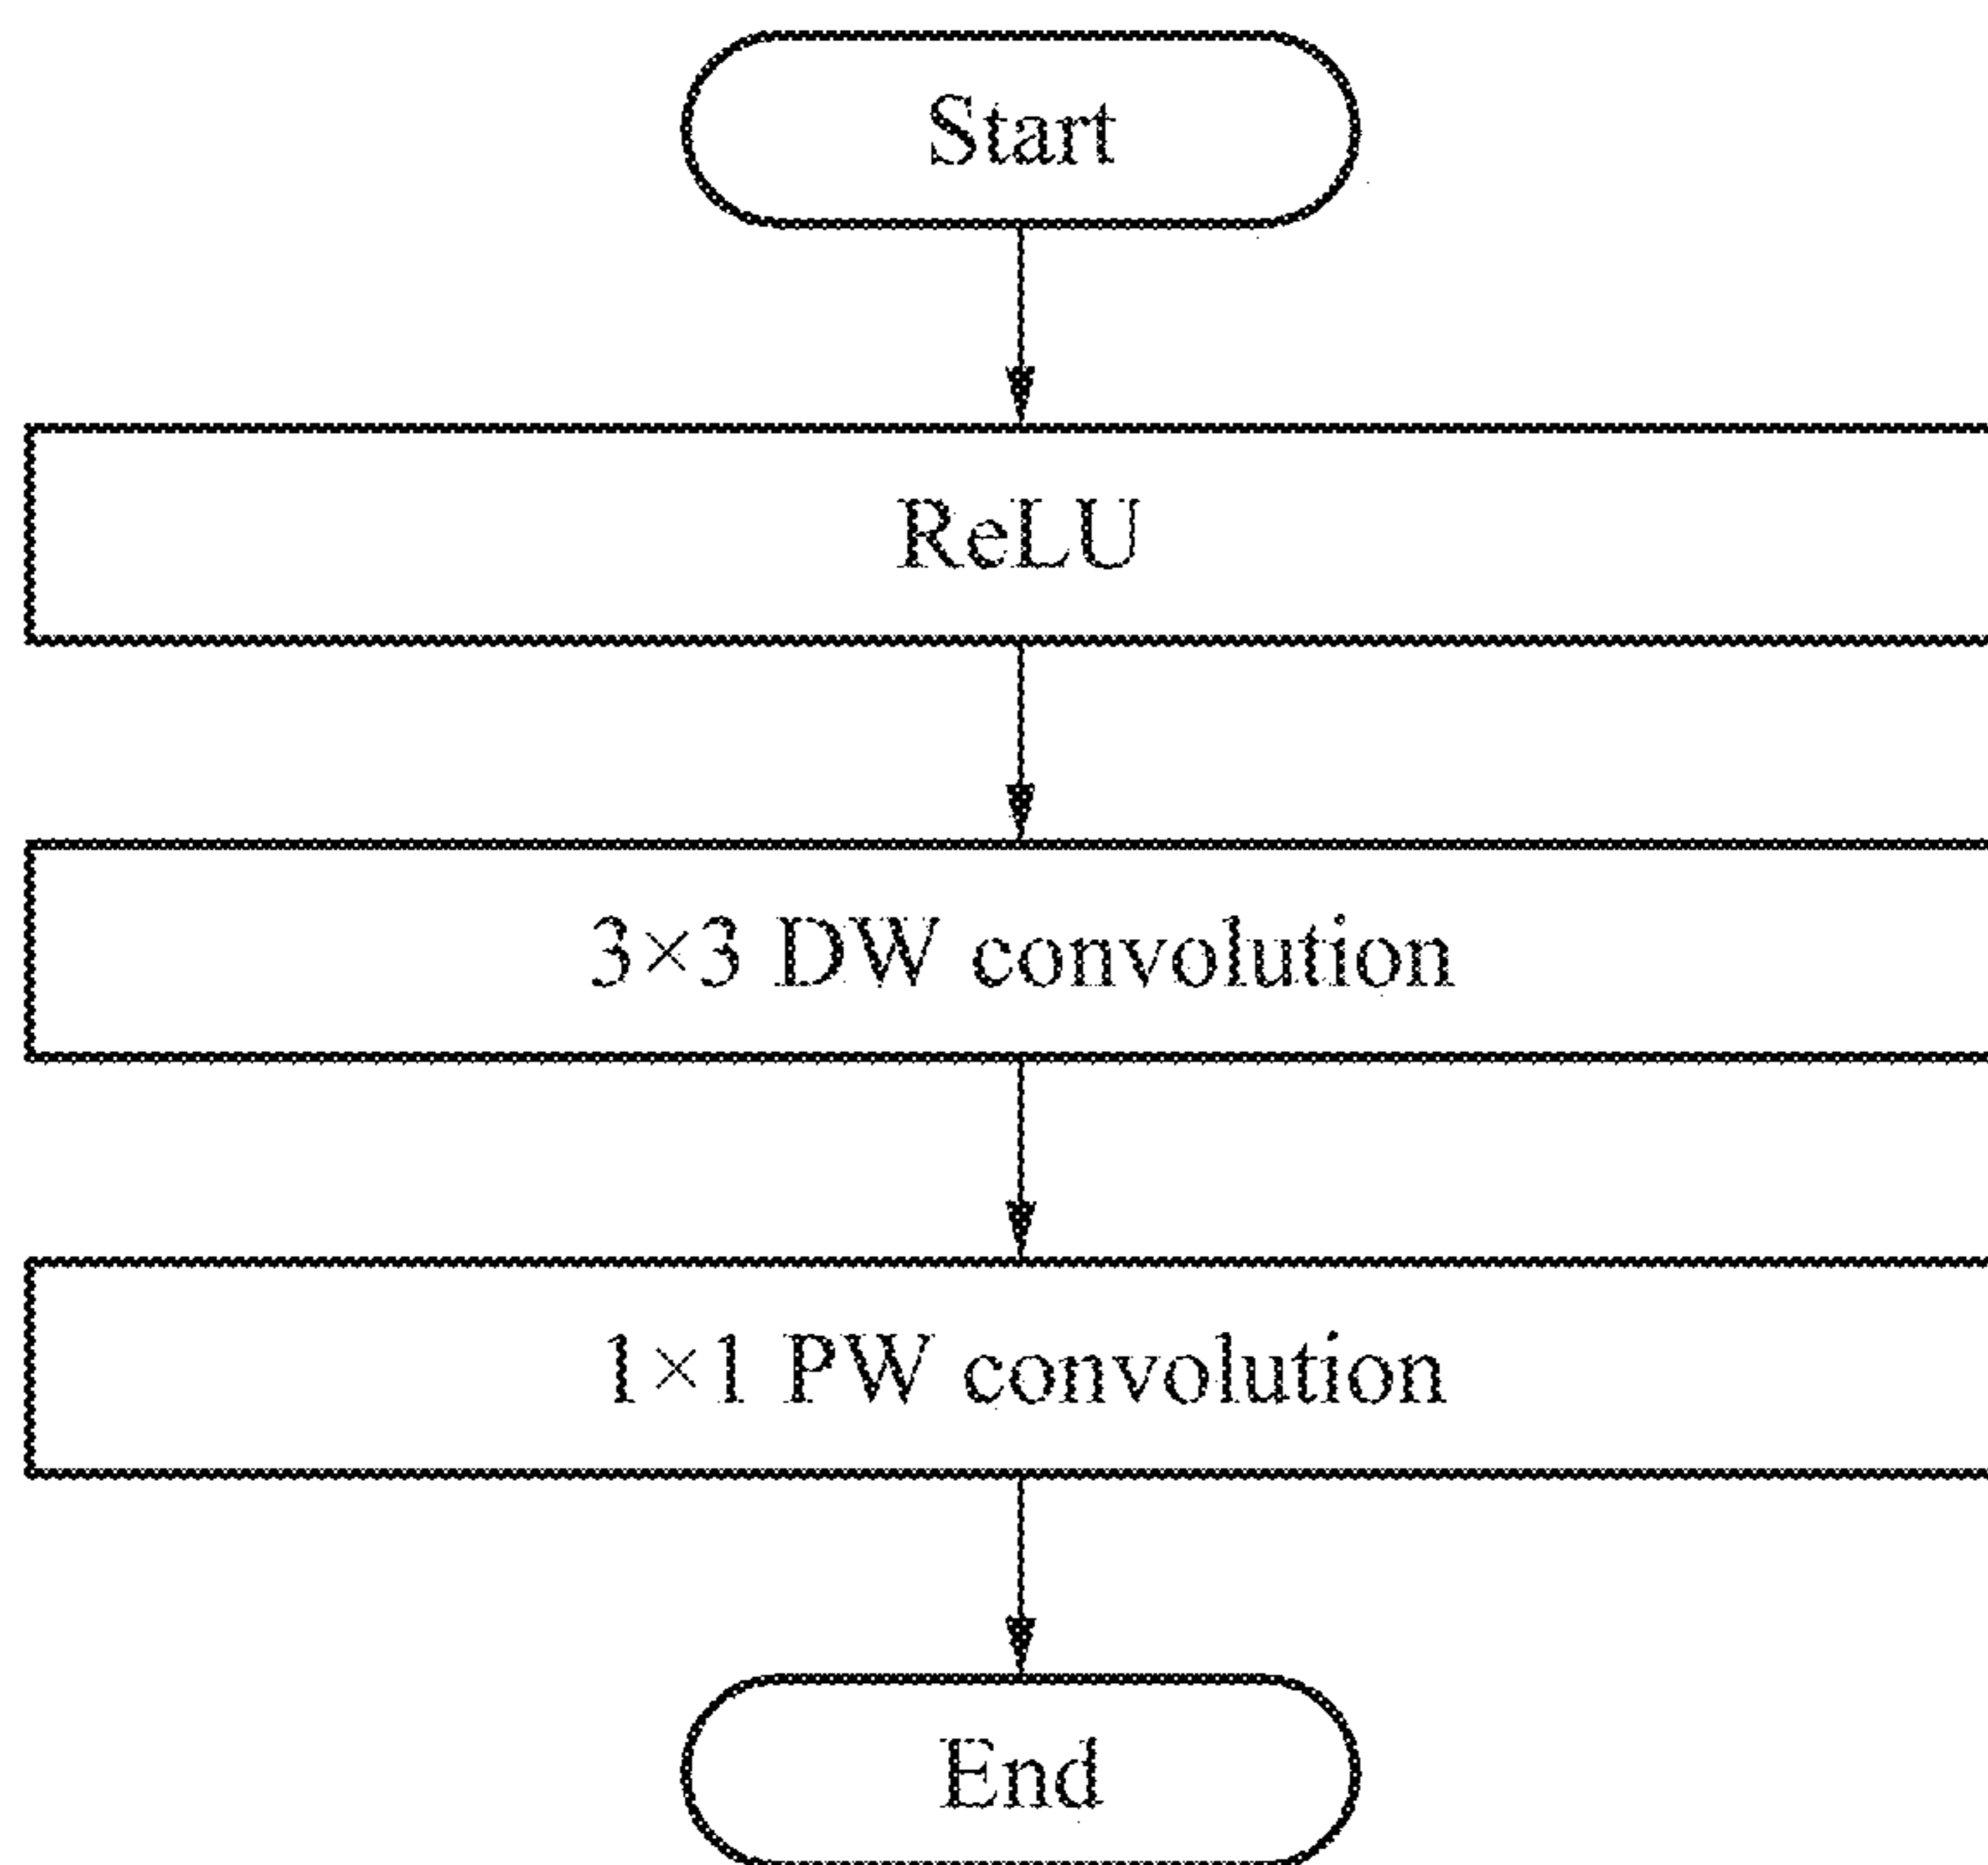 Start
ReLU
3×3 DW convolution
1×1 PW convolution
End